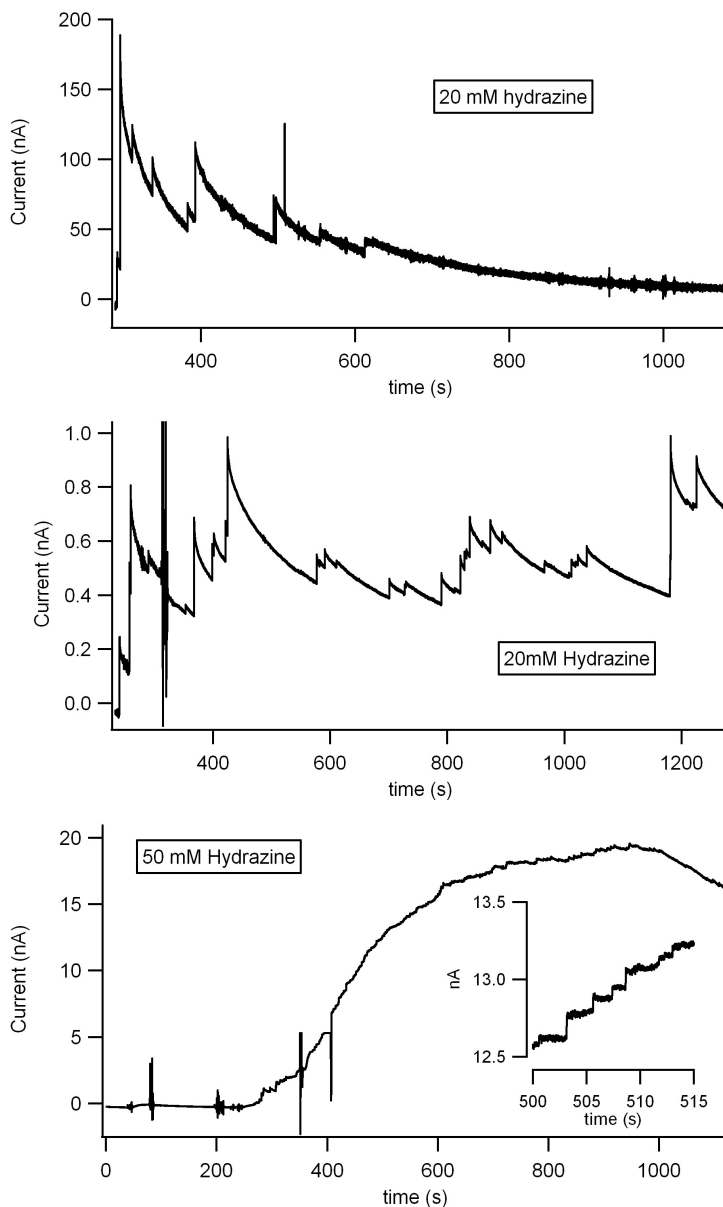 200
150
100
50
0
Current (nA)
20 mM hydrazine
400 600 800 1000
time (s)
1.0
0.8
0.6
0.4
0.2
0.0
Current (nA)
20mM Hydrazine
400 600 800 1000 1200
time (s)
20
15
10
5
0
Current (nA)
50 mM Hydrazine
13.5
13.0
12.5
nA
500 505 510 515
time (s)
0 200 400 600 800 1000
time (s)